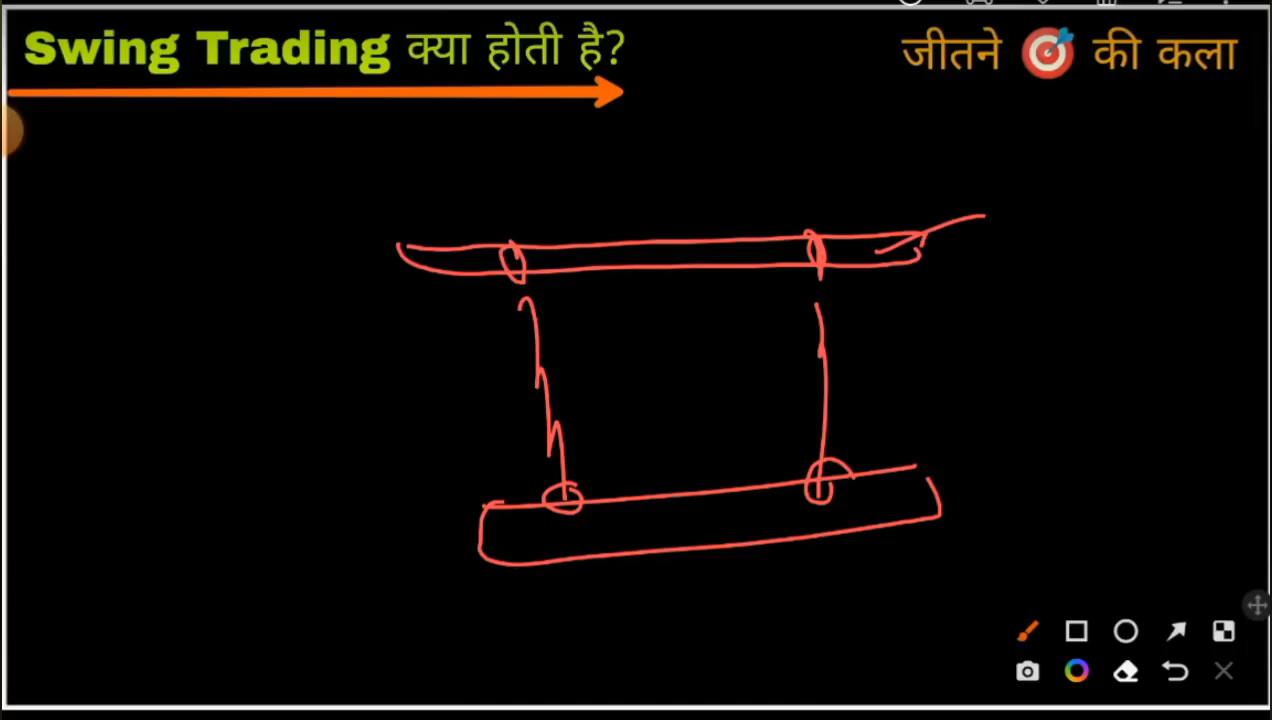 Swing Trading क्या होती है?
जीतने 🎯 की कला